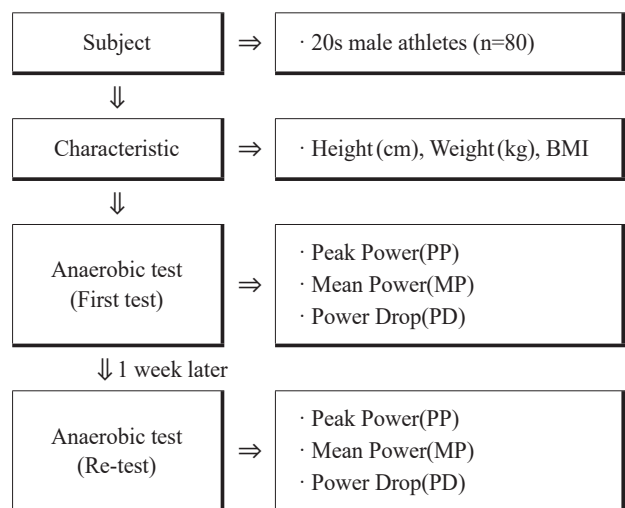 Subject
⇒
· 20s male athletes (n=80)
⇓
Characteristic
⇒
· Height(cm), Weight(kg), BMI
⇓
Anaerobic test
(First test)
⇒
· Peak Power(PP)
· Mean Power(MP)
· Power Drop(PD)
⇓ 1 week later
Anaerobic test
(Re-test)
⇒
· Peak Power(PP)
· Mean Power(MP)
· Power Drop(PD)